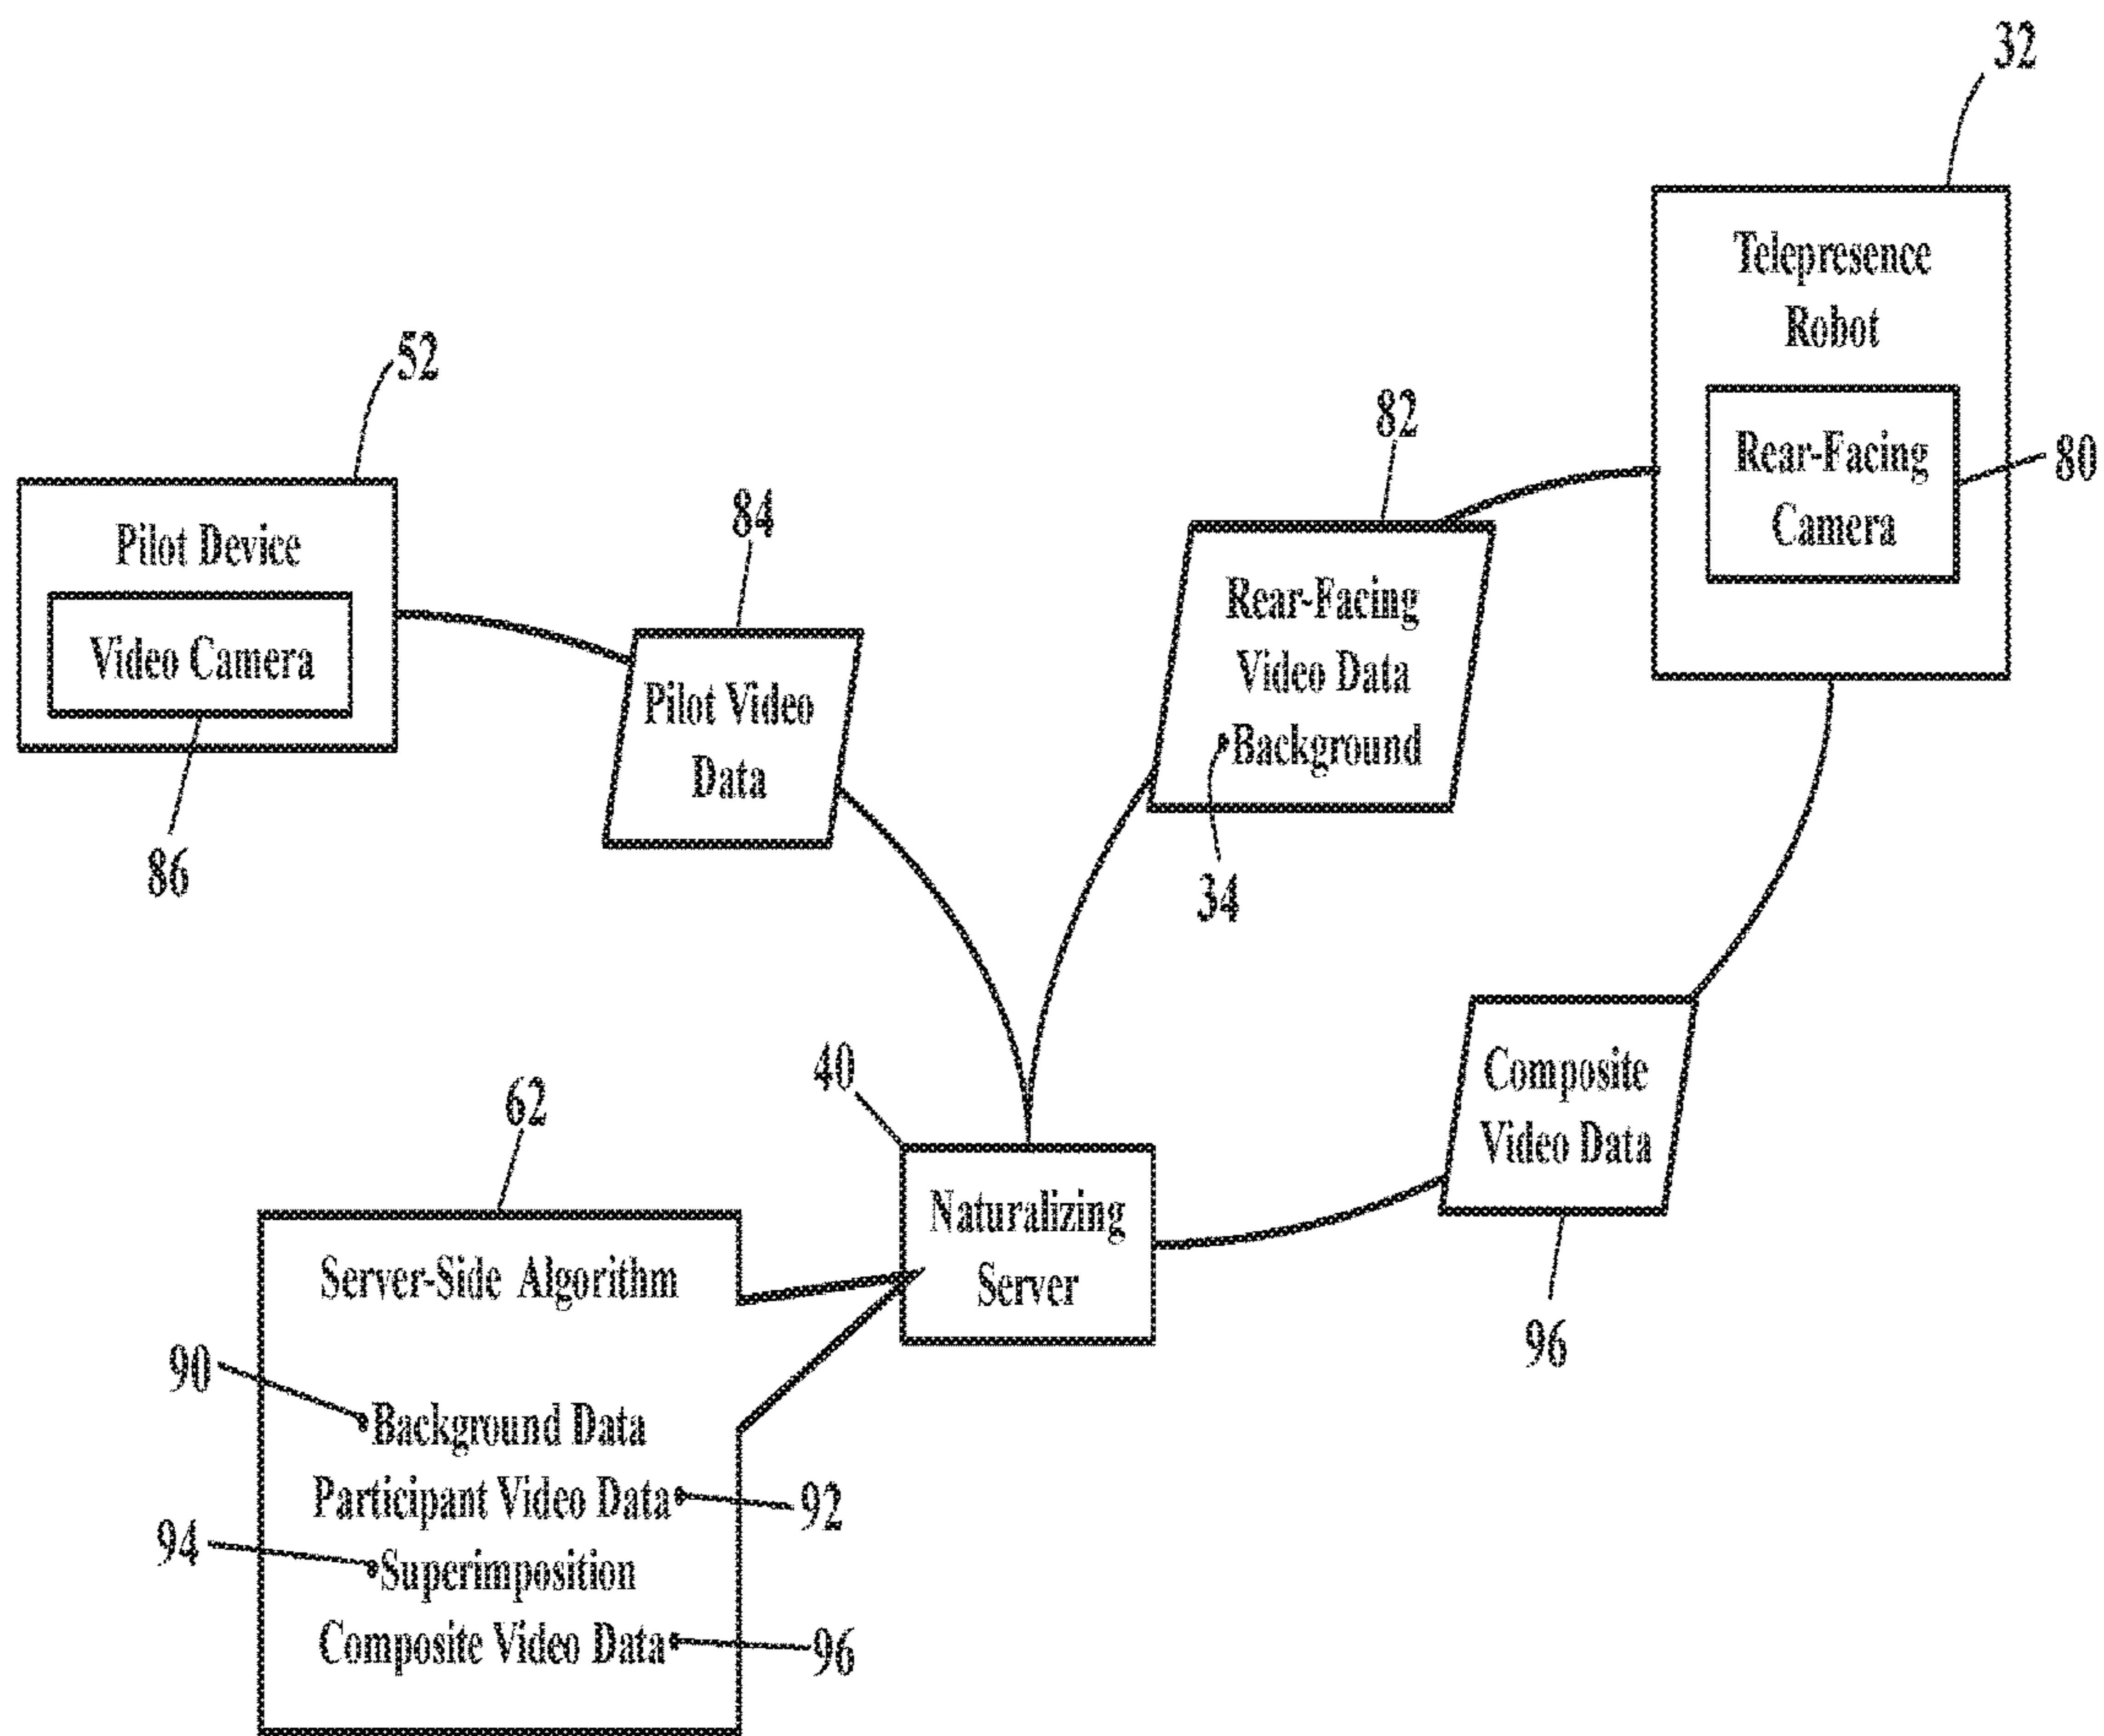 32
Telepresence
Robot
Rear-Facing
Camera
80
52
Pilot Device
Video Camera
86
84
Pilot Video
Data
82
Rear-Facing
Video Data
Background
34
40
Naturalizing
Server
Composite
Video Data
96
62
Server-Side Algorithm
90
Background Data
Participant Video Data
92
94
Superimposition
Composite Video Data
96